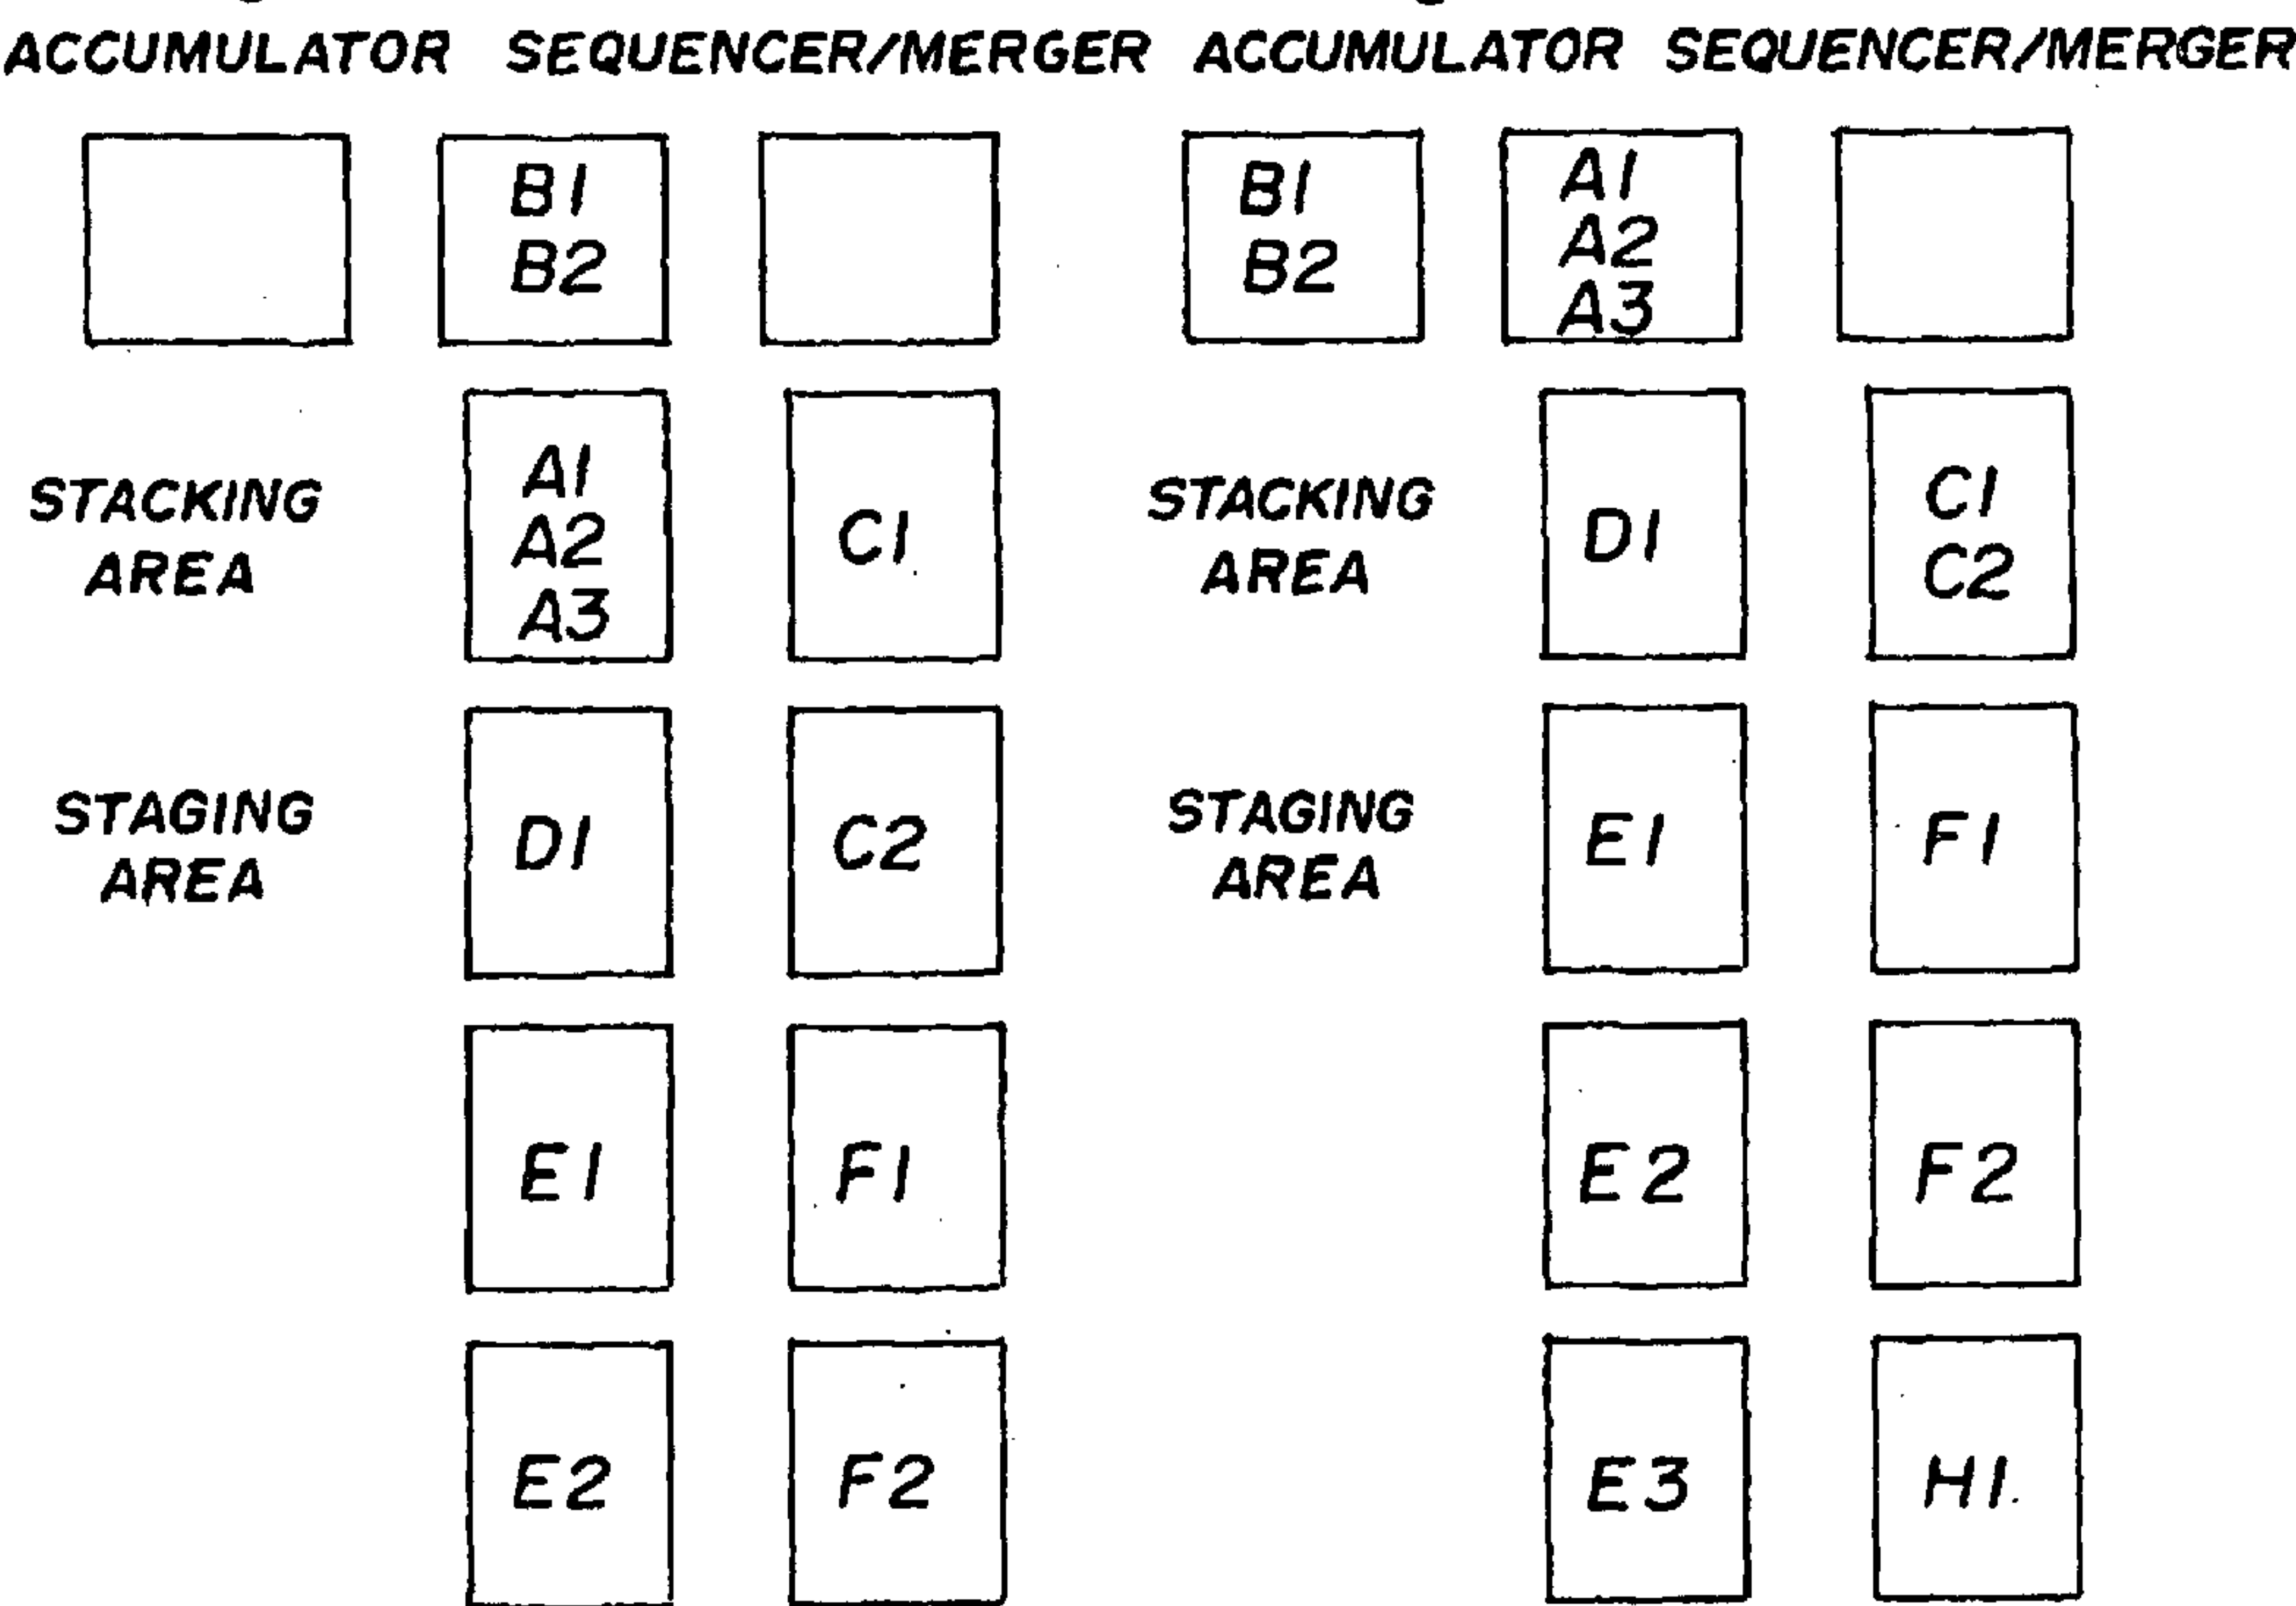 ACCUMULATOR SEQUENCER/MERGER ACCUMULATOR SEQUENCER/MERGER
B1
B2
B1
B2
A1
A2
A3
STACKING
AREA
A1
A2
A3
C1
STACKING
AREA
D1
C1
C2
STAGING
AREA
D1
C2
STAGING
AREA
E1
F1
E1
F1
E2
F2
E2
F2
E3
H1